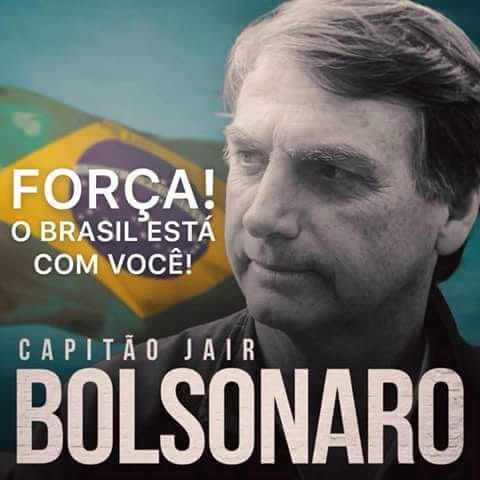 FORÇA!
O BRASIL ESTÁ
COM VOCÊ!
CAPITÃO JAIR
BOLSONARO